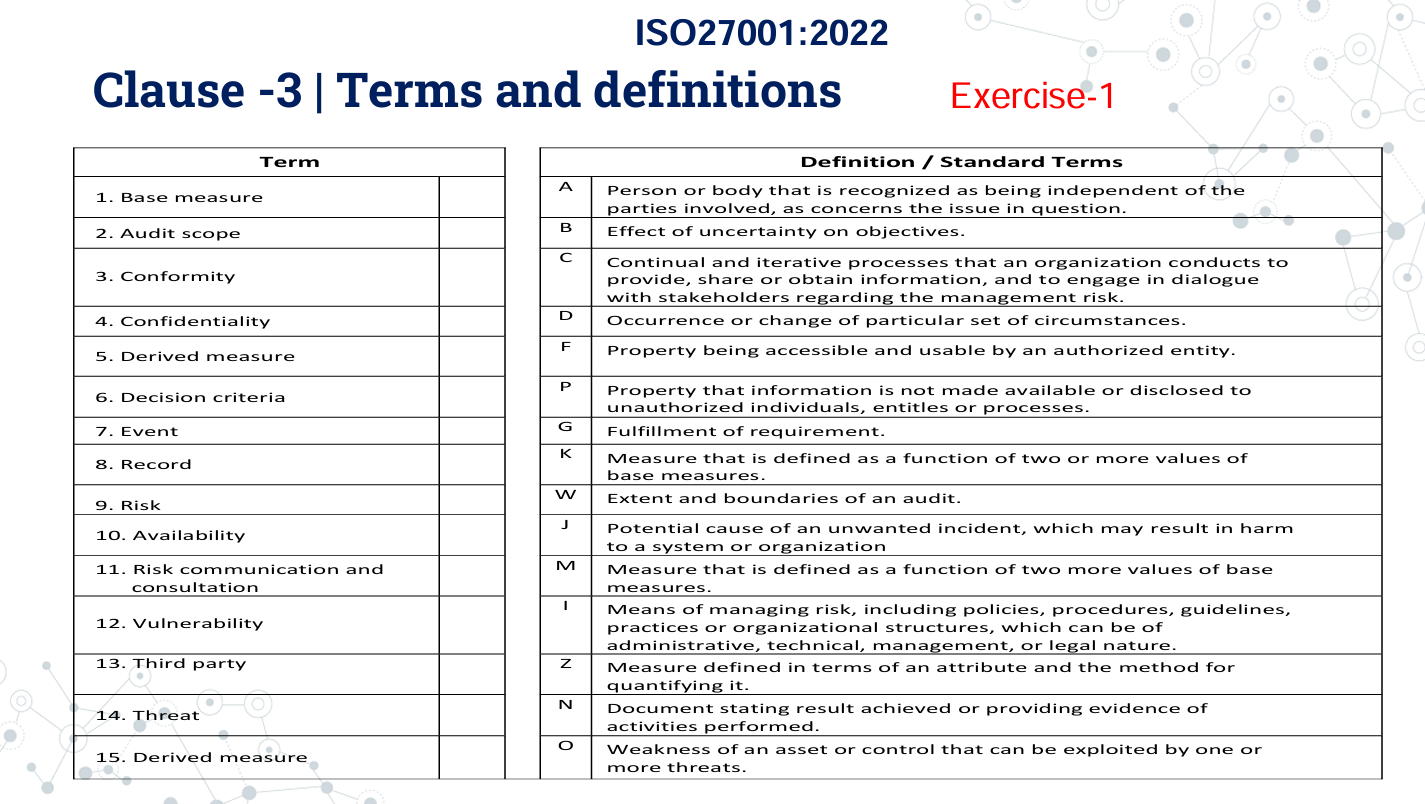 ISO27001:2022
Clause -3 | Terms and definitions
Exercise-1
Term
1. Base measure
2. Audit scope
3. Conformity
4. Confidentiality
5. Derived measure
6. Decision criteria
7. Event
8. Record
9. Risk
10. Availability
11. Risk communication and
consultation
12. Vulnerability
13. Third party
14. Threat
15. Derived measure
Definition / Standard Terms
A Person or body that is recognized as being independent of the
parties involved, as concerns the issue in question.
B Effect of uncertainty on objectives.
C Continual and iterative processes that an organization conducts to
provide, share or obtain information, and to engage in dialogue
with stakeholders regarding the management risk.
D Occurrence or change of particular set of circumstances.
F Property being accessible and usable by an authorized entity.
P Property that information is not made available or disclosed to
unauthorized individuals, entitles or processes.
G Fulfillment of requirement.
K Measure that is defined as a function of two or more values of
base measures.
W Extent and boundaries of an audit.
J Potential cause of an unwanted incident, which may result in harm
to a system or organization
M Measure that is defined as a function of two more values of base
measures.
I Means of managing risk, including policies, procedures, guidelines,
practices or organizational structures, which can be of
administrative, technical, management, or legal nature.
Z Measure defined in terms of an attribute and the method for
quantifying it.
N Document stating result achieved or providing evidence of
activities performed.
O Weakness of an asset or control that can be exploited by one or
more threats.